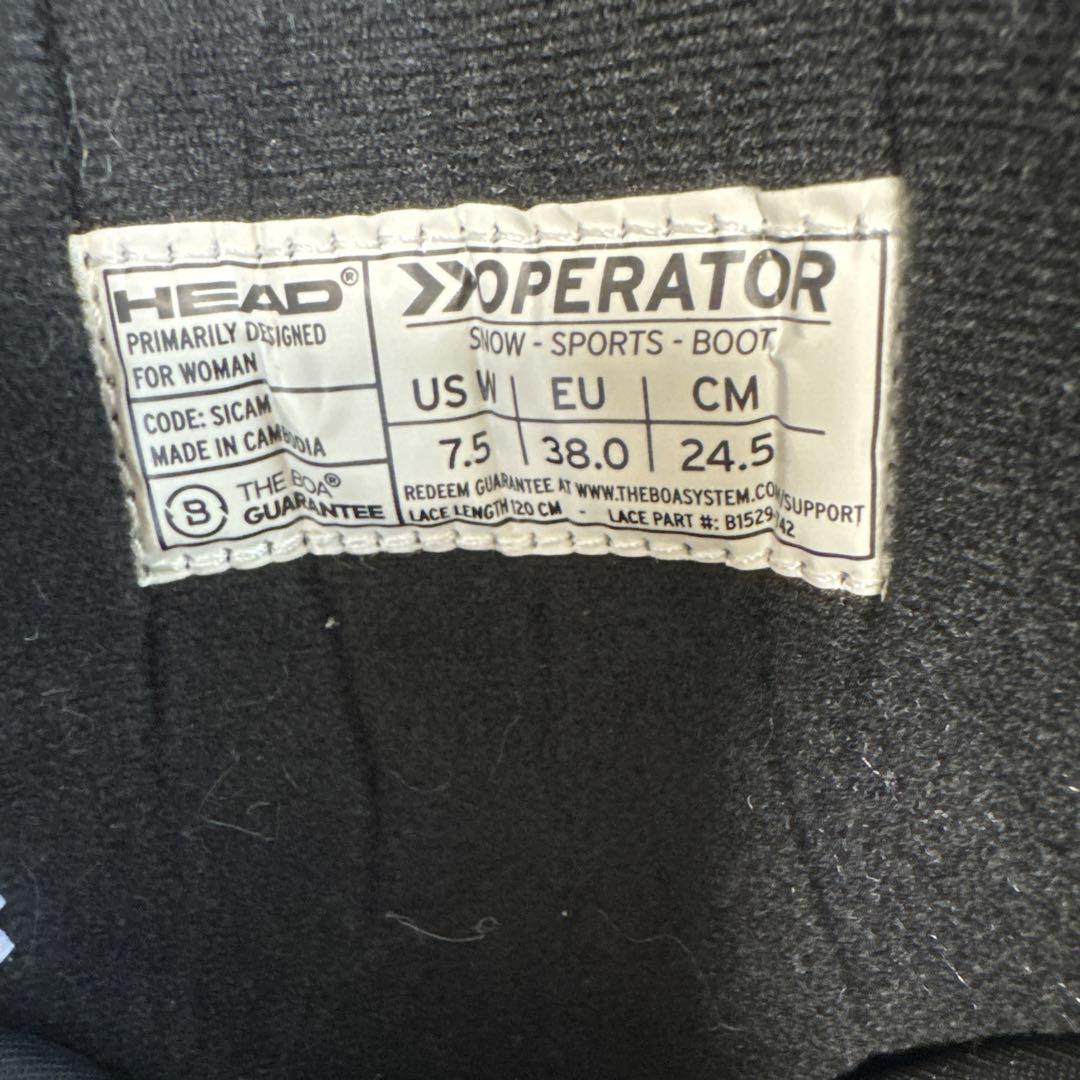 HEAD®
PRIMARILY DESIGNED
FOR WOMAN
CODE: SICAM
MADE IN CAMBODIA
B THE BOA®
GUARANTEE
OPERATOR
SNOW - SPORTS - BOOT
US W | EU | CM
7.5 | 38.0 | 24.5
REDEEM GUARANTEE AT WWW.THEBOASYSTEM.COM/SUPPORT
LACE LENGTH 120 CM - LACE PART #: